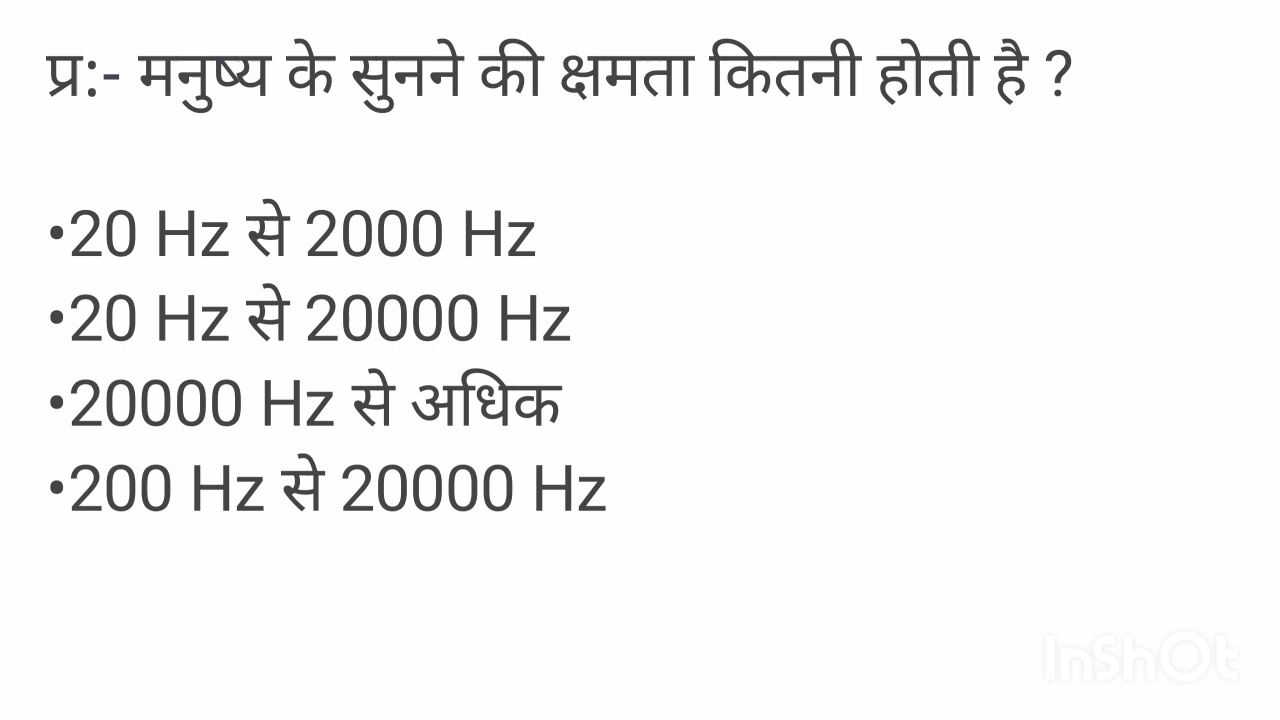 प्र:- मनुष्य के सुनने की क्षमता कितनी होती है ?
•20 Hz से 2000 Hz
•20 Hz से 20000 Hz
•20000 Hz से अधिक
•200 Hz से 20000 Hz
InShOt